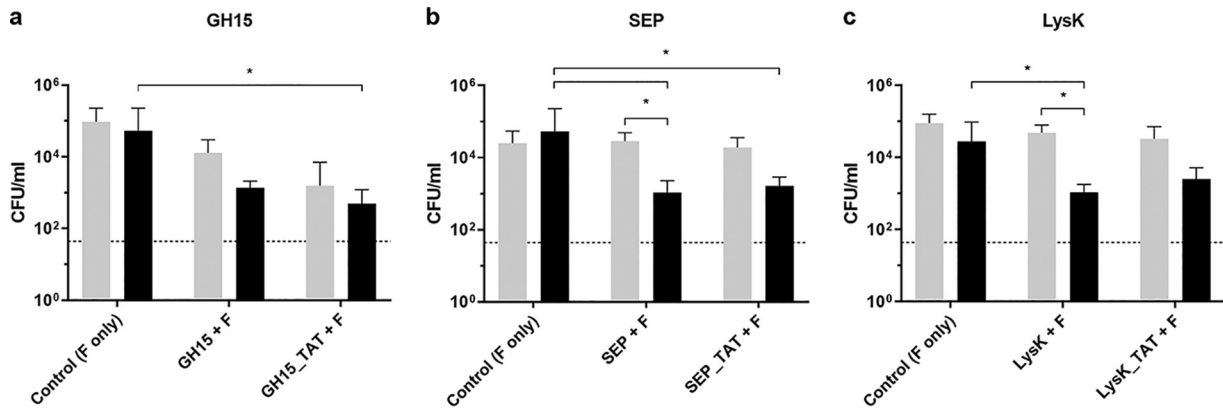 a
GH15
CFU/ml
10⁶
10⁴
10²
10⁰
*
Control (F only)
GH15 + F
GH15_TAT + F
b
SEP
CFU/ml
10⁶
10⁴
10²
10⁰
*
*
Control (F only)
SEP + F
SEP_TAT + F
c
LysK
CFU/ml
10⁶
10⁴
10²
10⁰
*
*
Control (F only)
LysK + F
LysK_TAT + F